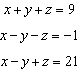 x + y + z = 9
x − y − z = −1
x − y + z = 21